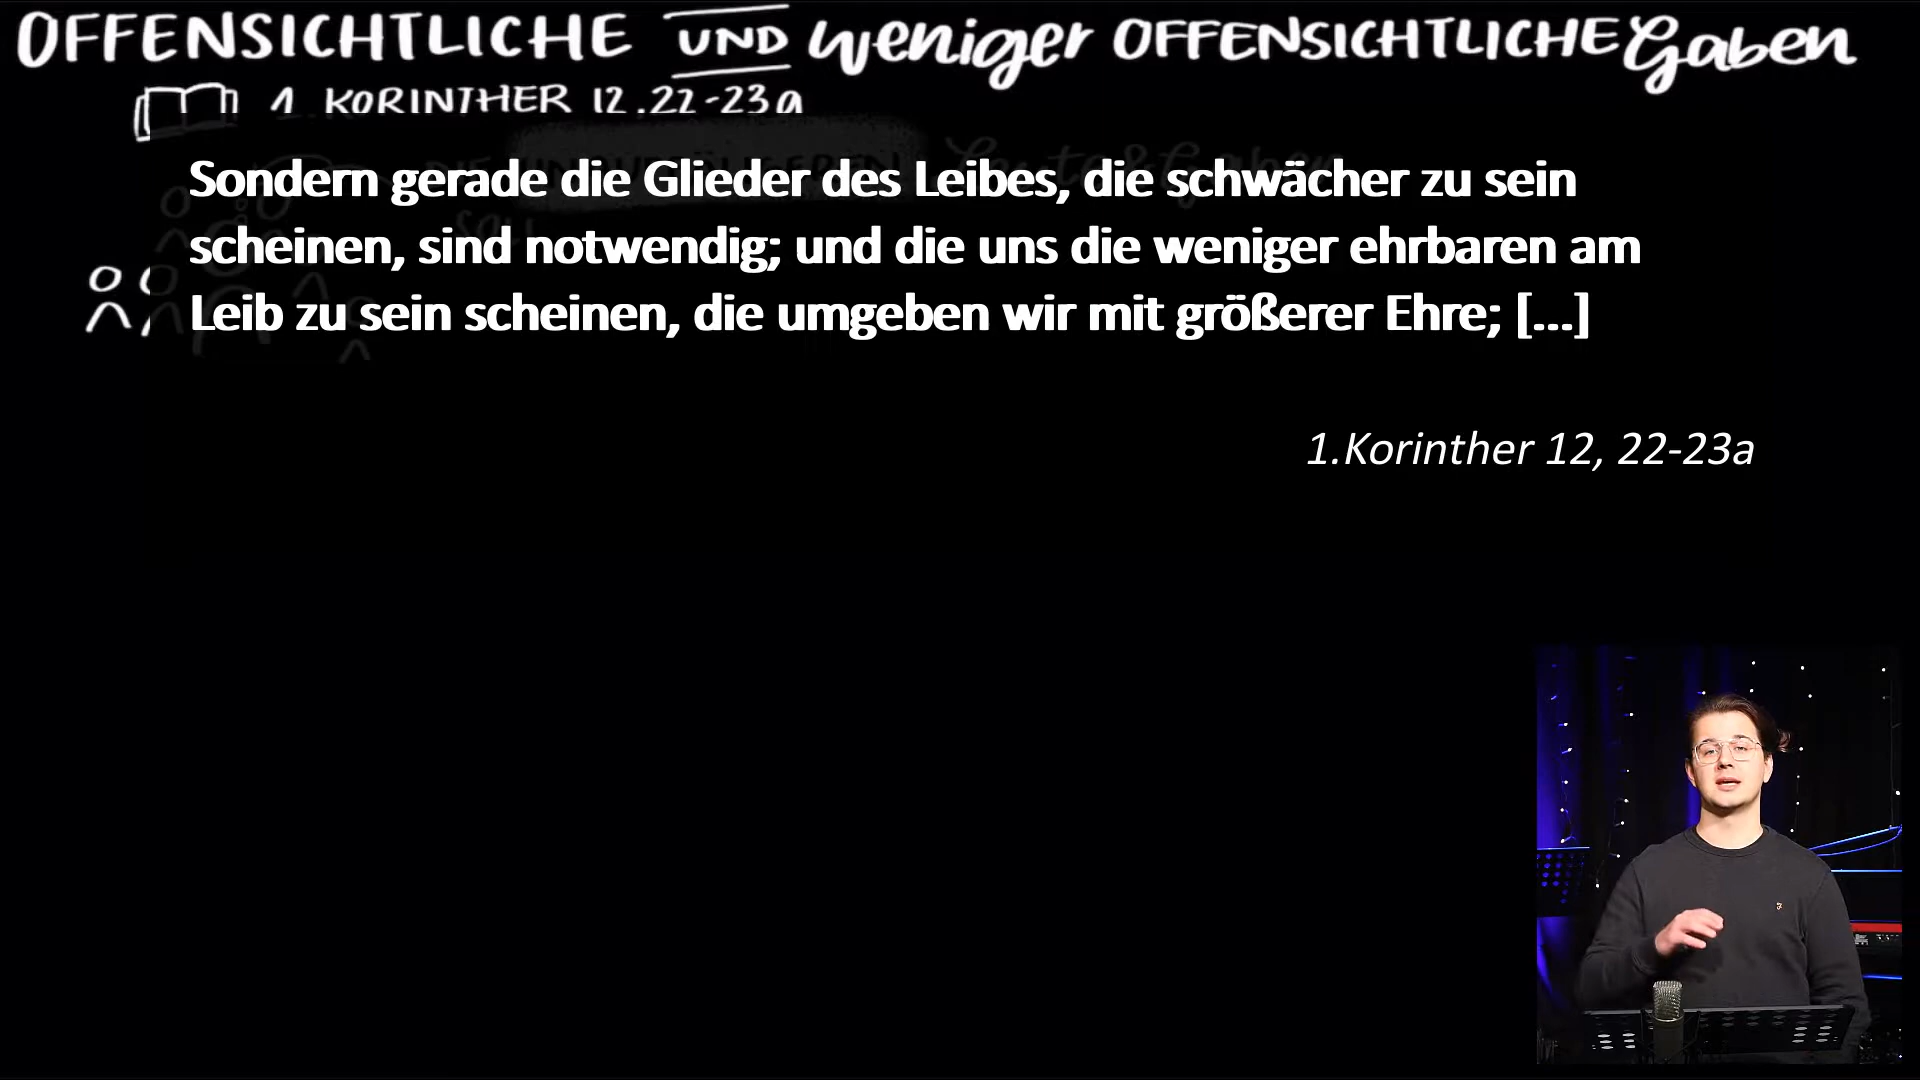 OFFENSICHTLICHE UND weniger OFFENSICHTLICHE Gaben
1 KORINTHER 12.22-23a
Sondern gerade die Glieder des Leibes, die schwächer zu sein
scheinen, sind notwendig; und die uns die weniger ehrbaren am
Leib zu sein scheinen, die umgeben wir mit größerer Ehre; [...]
1.Korinther 12, 22-23a